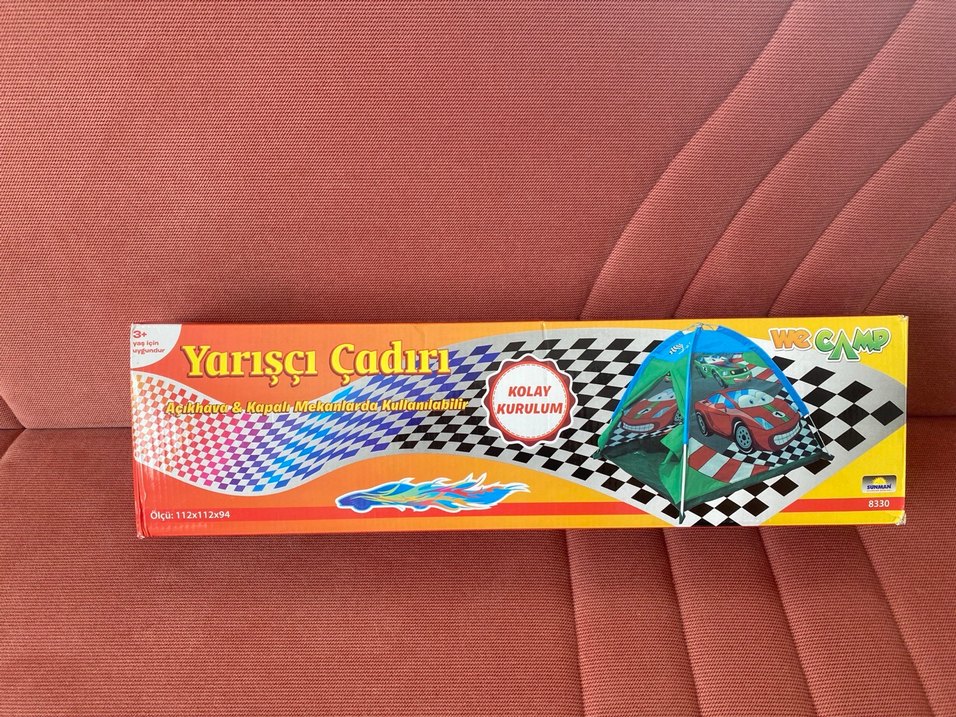 3+
yaş için
uygundur
Yarışçı Çadırı
Açıkhava & Kapalı Mekanlarda Kullanılabilir
KOLAY
KURULUM
WE CAMP
SUNMAN
8330
Ölçü: 112x112x94